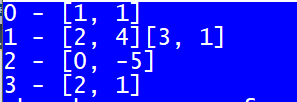 0 - [1, 1]
1 - [2, 4][3, 1]
2 - [0, -5]
3 - [2, 1]